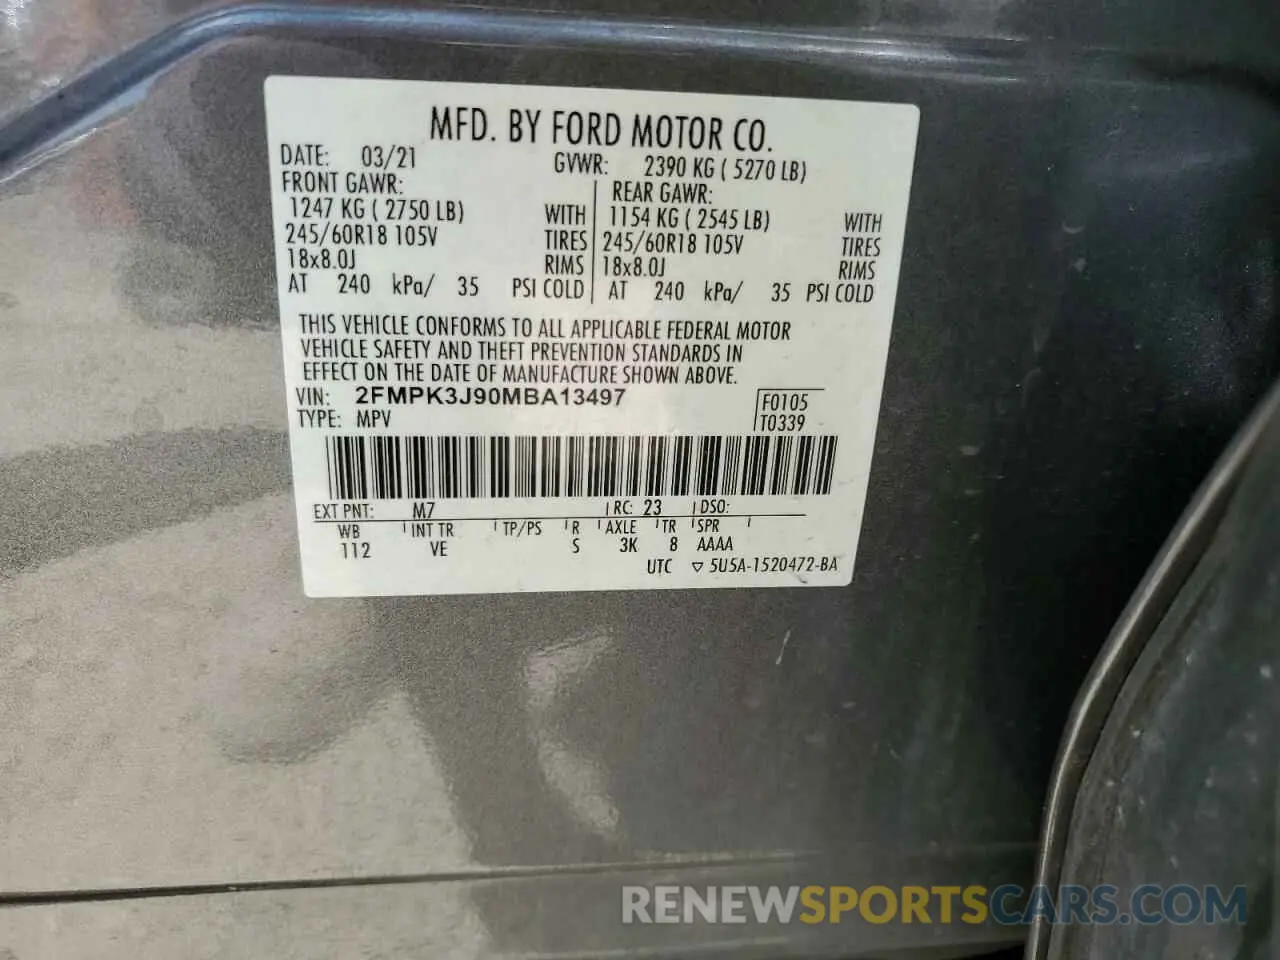 MFD. BY FORD MOTOR CO.
DATE: 03/21 GVWR: 2390 KG ( 5270 LB)
FRONT GAWR: REAR GAWR:
1247 KG ( 2750 LB) WITH 1154 KG ( 2545 LB) WITH
245/60R18 105V TIRES 245/60R18 105V TIRES
18x8.0J RIMS 18x8.0J RIMS
AT 240 kPa/ 35 PSI COLD AT 240 kPa/ 35 PSI COLD
THIS VEHICLE CONFORMS TO ALL APPLICABLE FEDERAL MOTOR
VEHICLE SAFETY AND THEFT PREVENTION STANDARDS IN
EFFECT ON THE DATE OF MANUFACTURE SHOWN ABOVE.
VIN: 2FMPK3J90MBA13497 F0105
TYPE: MPV T0339
EXT PNT: M7 RC: 23 DSO:
WB INT TR TP/PS R AXLE TR SPR
112 VE S 3K 8 AAAA
UTC ▽ 5U5A-1520472-BA
RENEWSPORTSCARS.COM